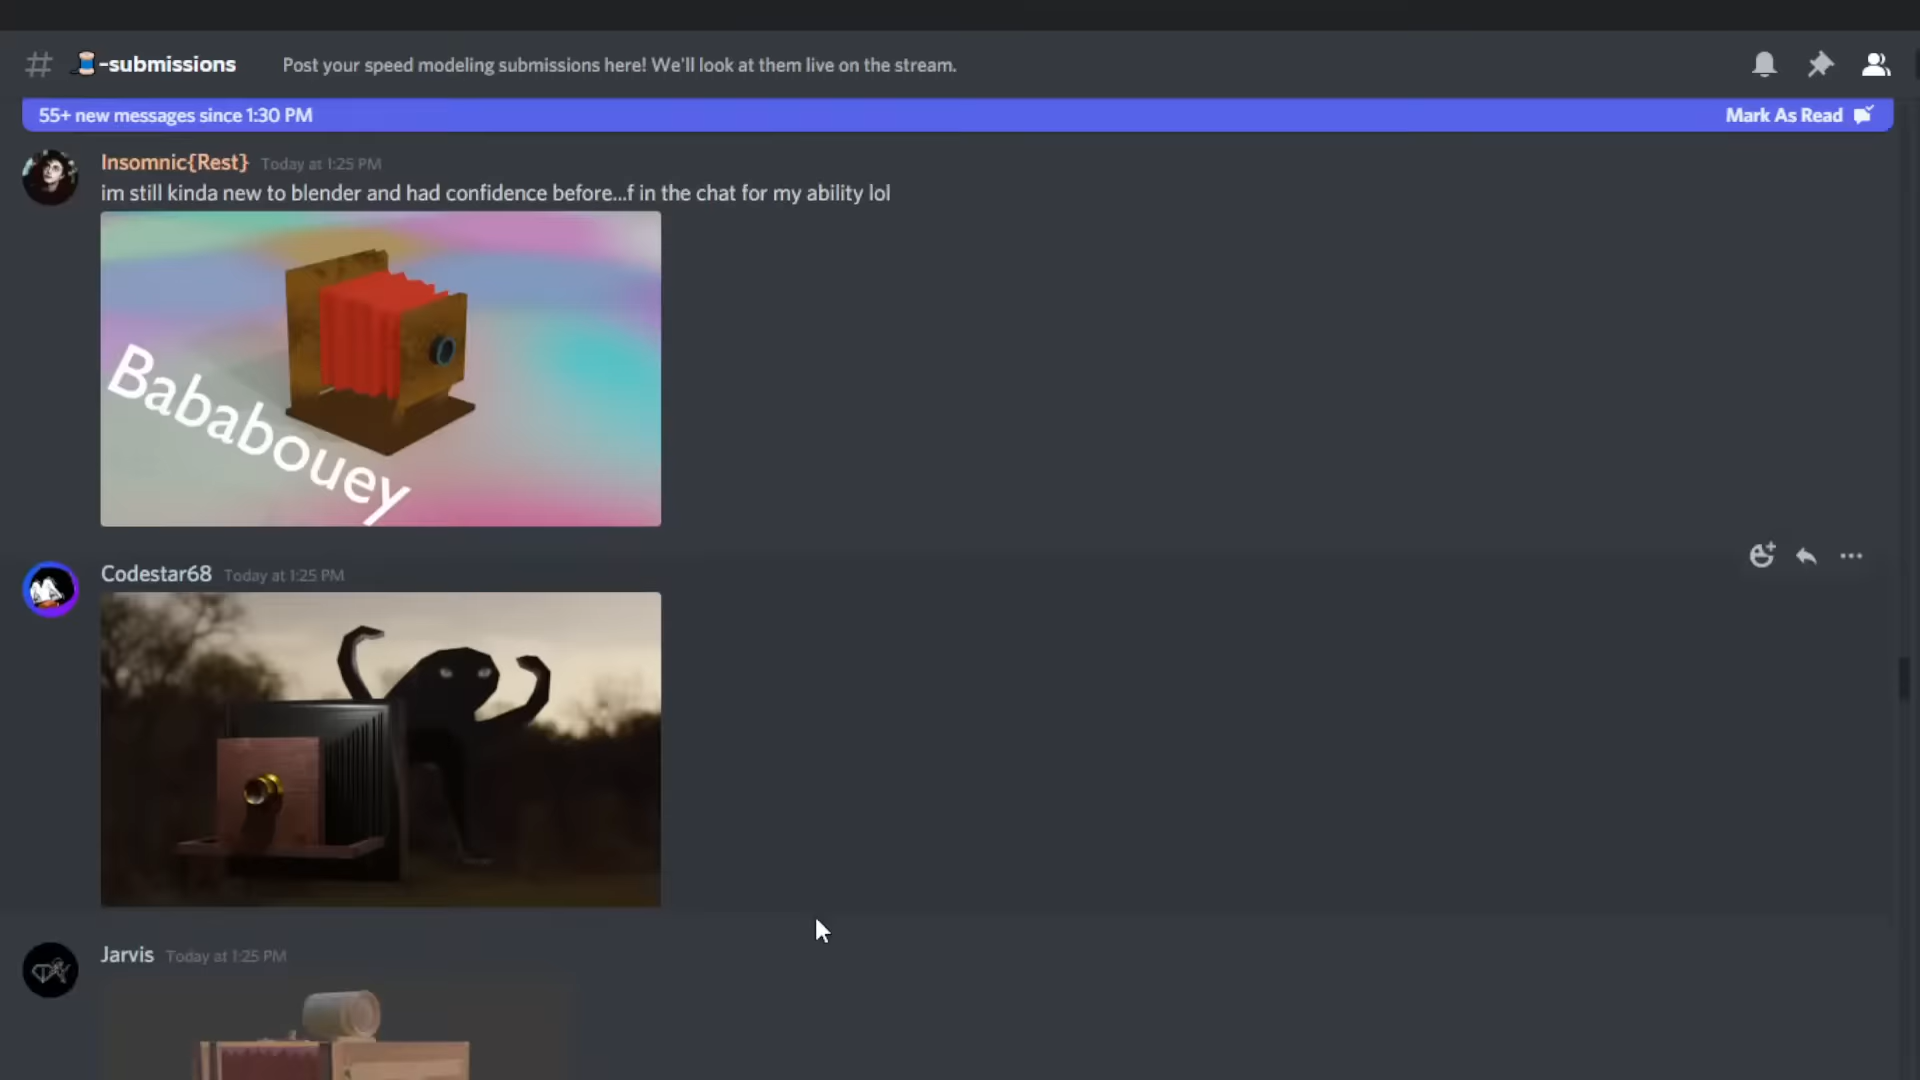 -submissions
Post your speed modeling submissions here! We'll look at them live on the stream.
55+ new messages since 1:30 PM
Mark As Read
Insomnic{Rest} Today at 1:25 PM
im still kinda new to blender and had confidence before...f in the chat for my ability lol
Bababouey
Codestar68 Today at 1:25 PM
Jarvis Today at 1:25 PM